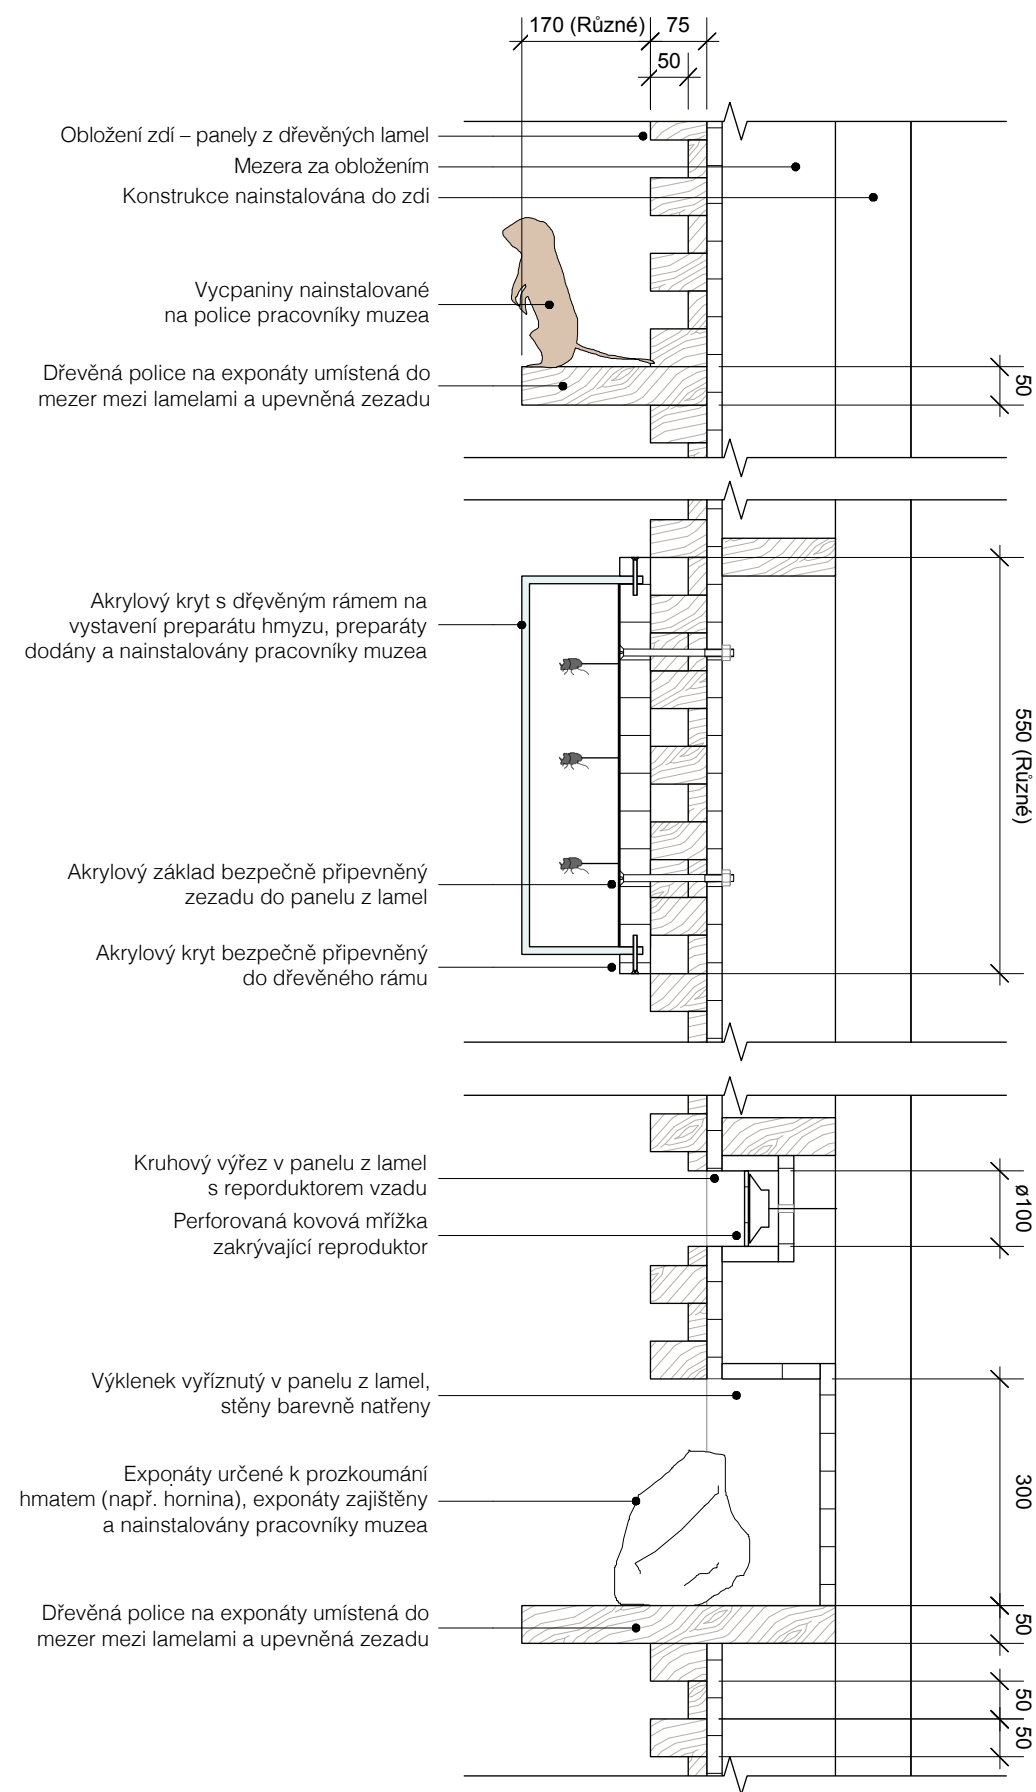 170 (Různé)
75
50
Obložení zdí – panely z dřevěných lamel
Mezera za obložením
Konstrukce nainstalována do zdi
Vycpaniny nainstalované
na police pracovníky muzea
Dřevěná police na exponáty umístená do
mezer mezi lamelami a upevněná zezadu
50
Akrylový kryt s dřevěným rámem na
vystavení preparátu hmyzu, preparáty
dodány a nainstalovány pracovníky muzea
550 (Různé)
Akrylový základ bezpečně připevněný
zezadu do panelu z lamel
Akrylový kryt bezpečně připevněný
do dřevěného rámu
Kruhový výřez v panelu z lamel
s reporduktorem vzadu
ø100
Perforovaná kovová mřížka
zakrývající reproduktor
Výklenek vyříznutý v panelu z lamel,
stěny barevně natřeny
300
Exponáty určené k prozkoumání
hmatem (např. hornina), exponáty zajištěny
a nainstalovány pracovníky muzea
Dřevěná police na exponáty umístená do
mezer mezi lamelami a upevněná zezadu
50
50
50